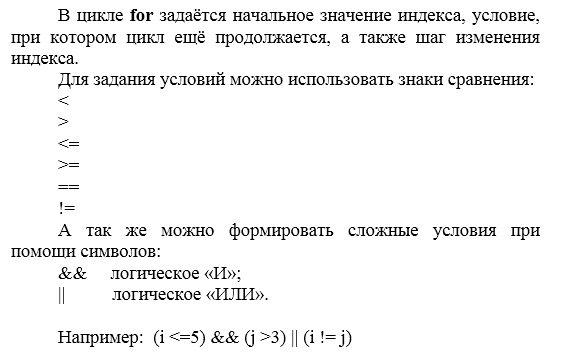 В цикле for задаётся начальное значение индекса, условие,
при котором цикл ещё продолжается, а также шаг изменения
индекса.
Для задания условий можно использовать знаки сравнения:
<
>
<=
>=
==
!=
А так же можно формировать сложные условия при
помощи символов:
&& логическое «И»;
|| логическое «ИЛИ».
Например: (i <=5) && (j >3) || (i != j)